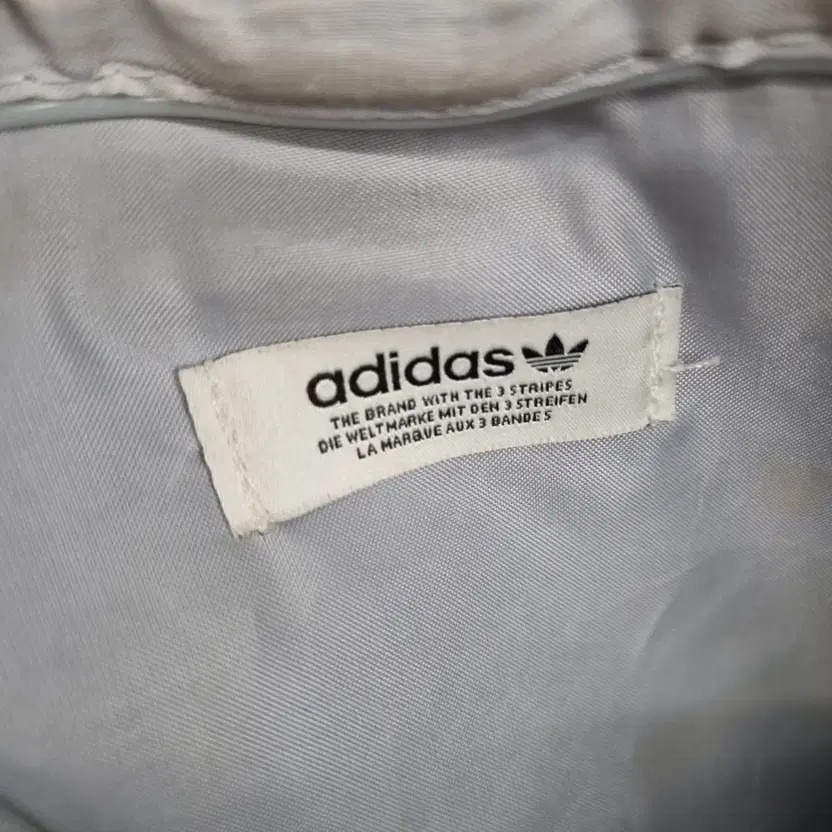 adidas
THE BRAND WITH THE 3 STRIPES
DIE WELTMARKE MIT DEN 3 STREIFEN
LA MARQUE AUX 3 BANDES